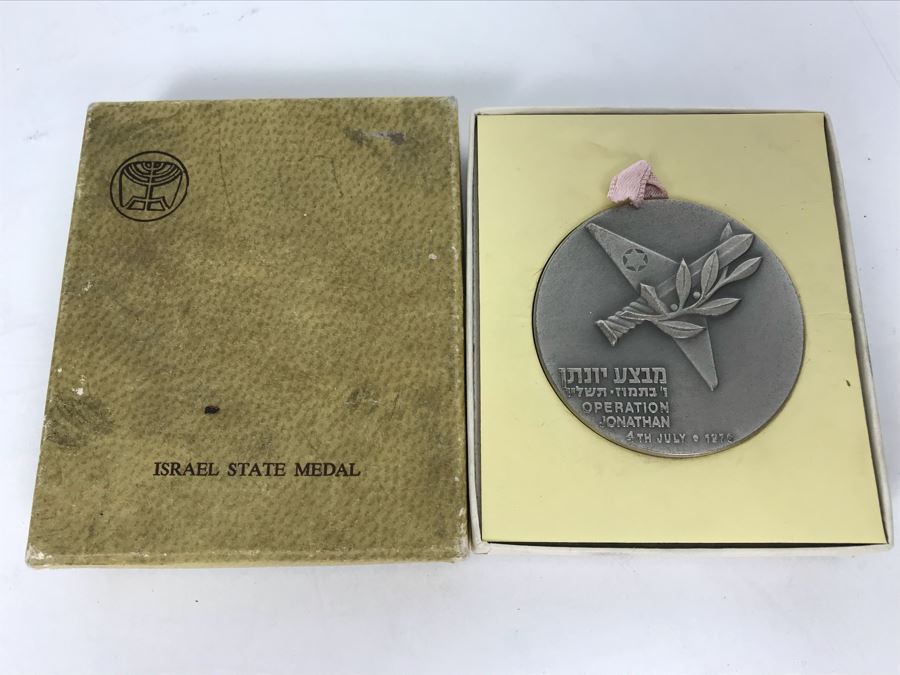 ISRAEL STATE MEDAL
מבצע יונתן
ו' בתמוז · תשל"ו
OPERATION
JONATHAN
4TH JULY • 1976